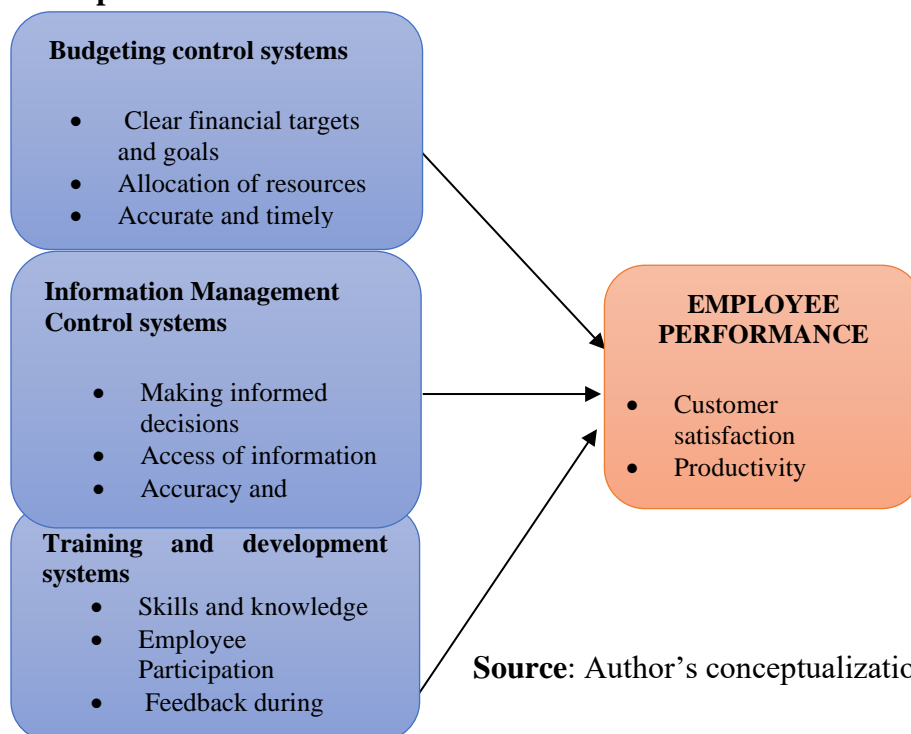 Budgeting control systems
• Clear financial targets
and goals
• Allocation of resources
• Accurate and timely
Information Management
Control systems
• Making informed
decisions
• Access of information
• Accuracy and
Training and development
systems
• Skills and knowledge
• Employee
Participation
• Feedback during
EMPLOYEE
PERFORMANCE
• Customer
satisfaction
• Productivity
Source: Author’s